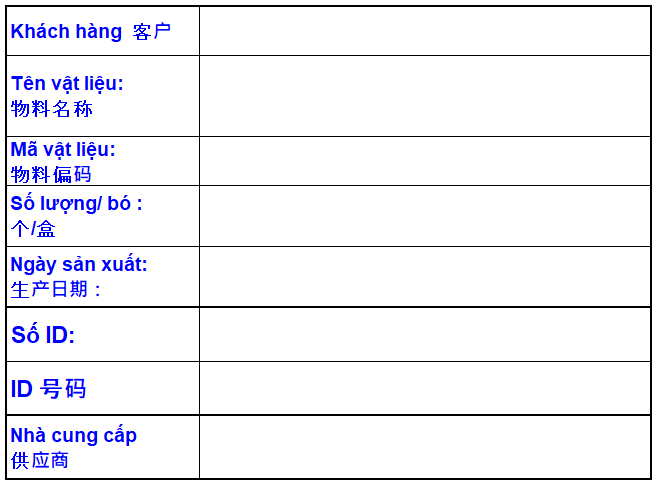 Khách hàng 客户
Tên vật liệu:
物料名称
Mã vật liệu:
物料偏码
Số lượng/ bó :
个/盒
Ngày sản xuất:
生产日期：
Số ID:
ID 号码
Nhà cung cấp
供应商